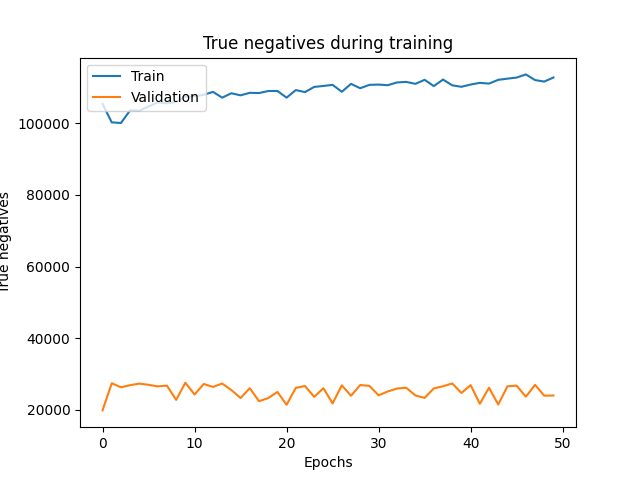 True negatives during training
Train
Validation
True negatives
100000
80000
60000
40000
20000
0
10
20
30
40
50
Epochs